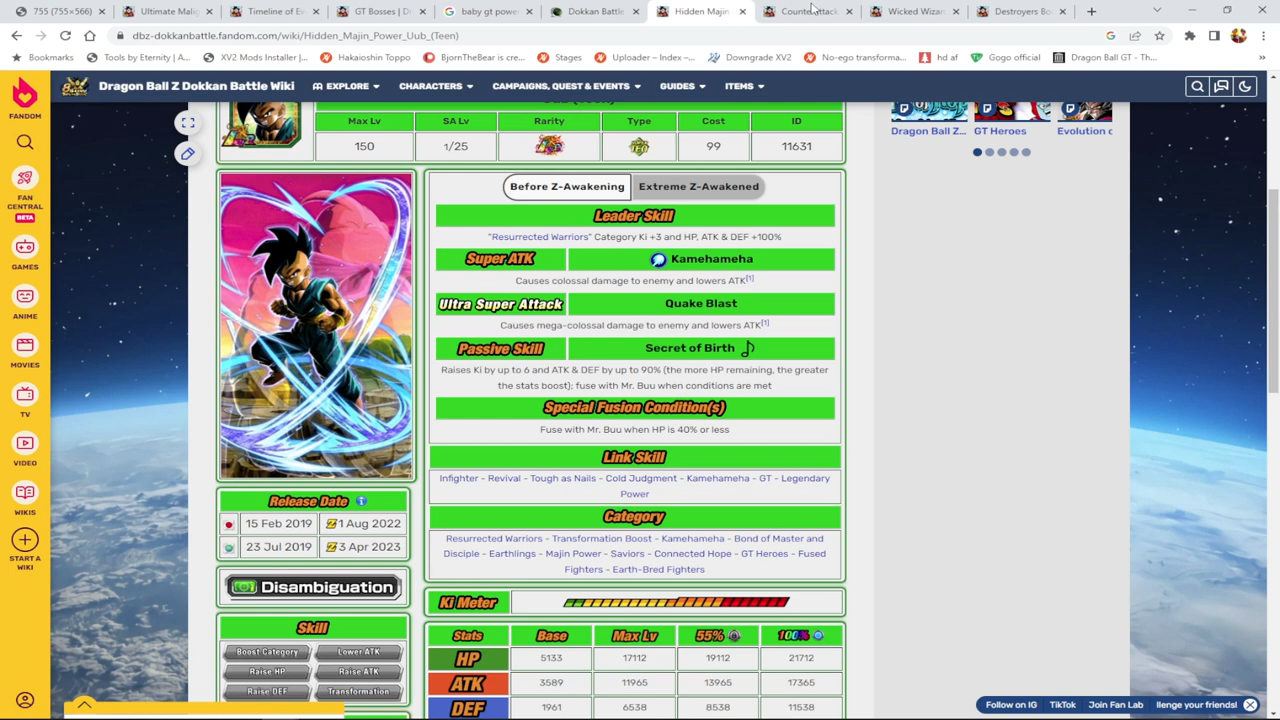 755 (755×566)
Ultimate Malig
Timeline of Ev
GT Bosses | Do
baby gt power
Dokkan Battle
Hidden Majin
Counterattack
Wicked Wizard
Destroyers Bo
dbz-dokkanbattle.fandom.com/wiki/Hidden_Majin_Power_Uub_(Teen)
Bookmarks
Tools by Eternity | A...
XV2 Mods Installer |...
Hakaioshin Toppo
BjornTheBear is cre...
Stages
Uploader – Index –...
Downgrade XV2
No-ego transforma...
hd af
Gogo official
Dragon Ball GT - Th...
FANDOM
Dragon Ball Z Dokkan Battle Wiki
EXPLORE
CHARACTERS
CAMPAIGNS, QUEST & EVENTS
GUIDES
ITEMS
FAN CENTRAL
BETA
GAMES
ANIME
MOVIES
TV
VIDEO
WIKIS
START A WIKI
Max Lv
SA Lv
Rarity
Type
Cost
ID
150
1/25
99
11631
Dragon Ball Z...
GT Heroes
Evolution c
Before Z-Awakening
Extreme Z-Awakened
Leader Skill
"Resurrected Warriors" Category Ki +3 and HP, ATK & DEF +100%
Super ATK
Kamehameha
Causes colossal damage to enemy and lowers ATK[1]
Ultra Super Attack
Quake Blast
Causes mega-colossal damage to enemy and lowers ATK[1]
Passive Skill
Secret of Birth
Raises Ki by up to 6 and ATK & DEF by up to 90% (the more HP remaining, the greater
the stats boost); fuse with Mr. Buu when conditions are met
Special Fusion Condition(s)
Fuse with Mr. Buu when HP is 40% or less
Link Skill
Infighter - Revival - Tough as Nails - Cold Judgment - Kamehameha - GT - Legendary
Power
Category
Resurrected Warriors - Transformation Boost - Kamehameha - Bond of Master and
Disciple - Earthlings - Majin Power - Saviors - Connected Hope - GT Heroes - Fused
Fighters - Earth-Bred Fighters
Release Date
15 Feb 2019
1 Aug 2022
23 Jul 2019
3 Apr 2023
Disambiguation
Skill
Boost Category
Lower ATK
Raise HP
Raise ATK
Raise DEF
Transformation
Ki Meter
Stats
Base
Max Lv
55%
100%
HP
5133
17112
19112
21712
ATK
3589
11965
13965
17365
DEF
1961
6538
8538
11538
Follow on IG
TikTok
Join Fan Lab
llenge your friends!